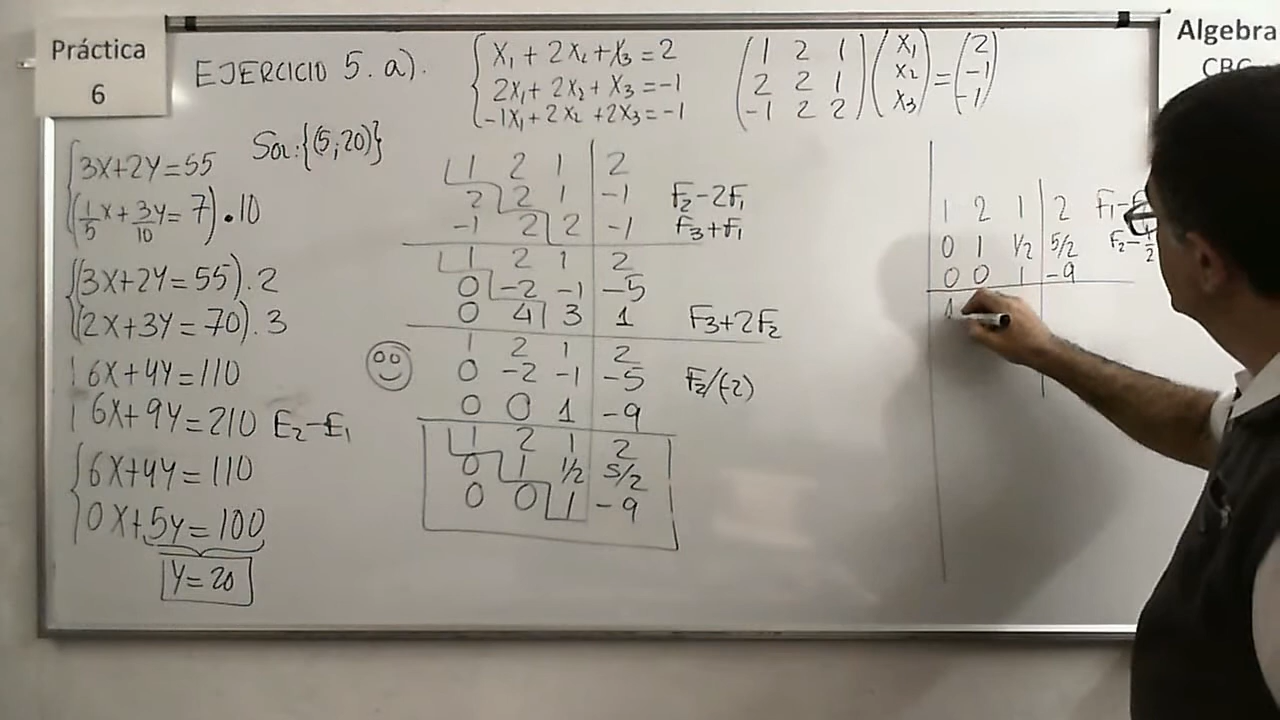 Práctica
6
EJERCICIO 5.a).
X₁ + 2X₂ + X₃ = 2
2X₁ + 2X₂ + X₃ = -1
-1X₁ + 2X₂ + 2X₃ = -1
1 2 1 X₁ 2
2 2 1 X₂ = -1
-1 2 2 X₃ -1
Algebra
CBC
3X+2Y=55
(1/5 X + 3Y/10 = 7) • 10
Sor:{(5;20)}
(3X+2Y=55).2
(2X+3Y=70).3
6X+4Y=110
6X+9Y=210 E₂-E₁
6X+4Y=110
0X+5Y=100
Y=20
1 2 1 | 2
2 2 1 | -1 F₂-2F₁
-1 2 2 | -1 F₃+F₁
1 2 1 | 2
0 -2 -1 | -5
0 4 3 | 1 F₃+2F₂
1 2 1 | 2
0 -2 -1 | -5 F₂/(-2)
0 0 1 | -9
1 2 1 | 2
0 1 1/2 | 5/2
0 0 1 | -9
1 2 1 | 2 F₁-
0 1 1/2 | 5/2 F₂-
0 0 1 | -9
1